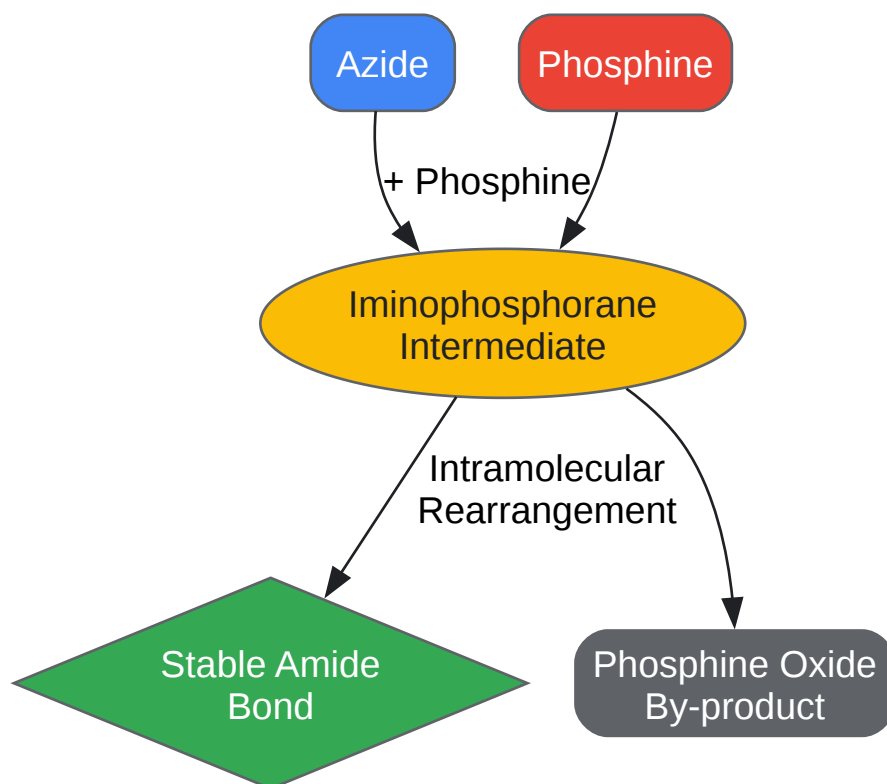 Azide
Phosphine
+ Phosphine
Iminophosphorane
Intermediate
Intramolecular
Rearrangement
Stable Amide
Bond
Phosphine Oxide
By-product